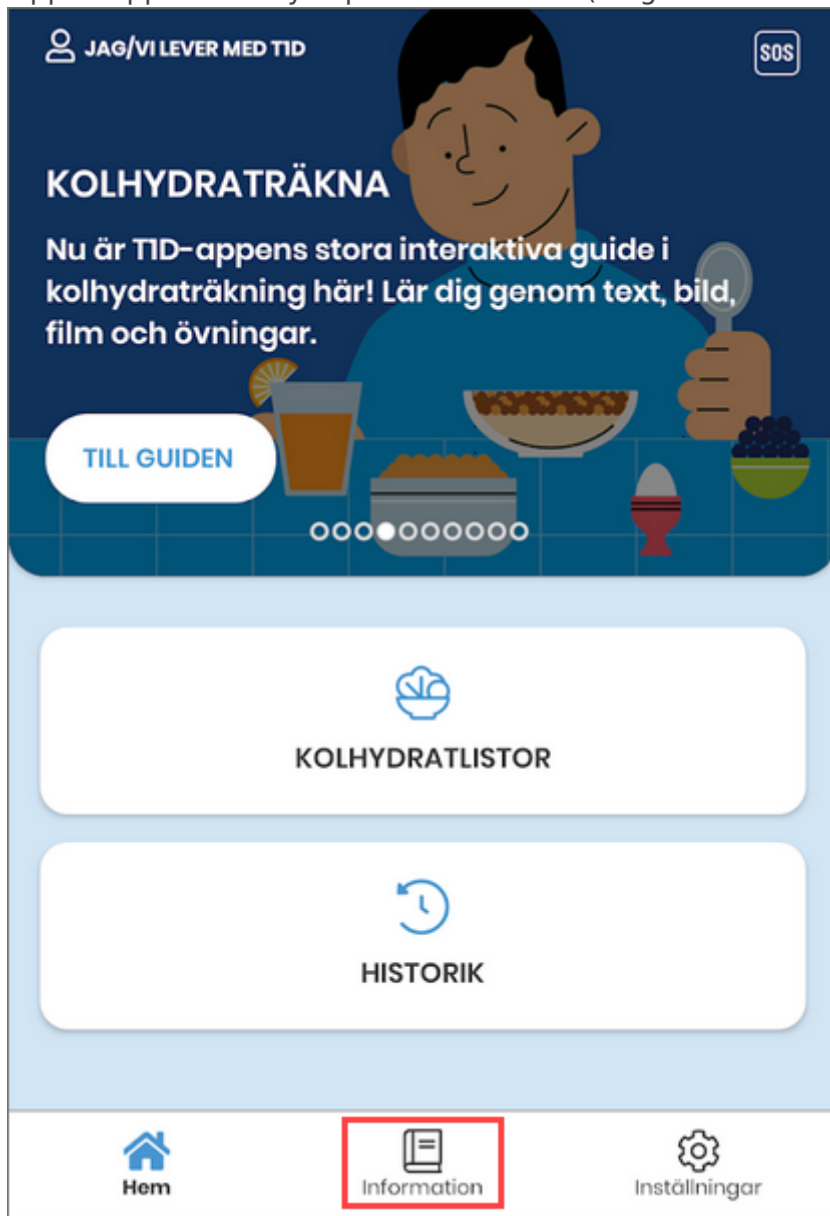 JAG/VI LEVER MED T1D
SOS
KOLHYDRATRÄKNA
Nu är T1D-appens stora interaktiva guide i
kolhydraträkning här! Lär dig genom text, bild,
film och övningar.
TILL GUIDEN
KOLHYDRATLISTOR
HISTORIK
Hem
Information
Inställningar